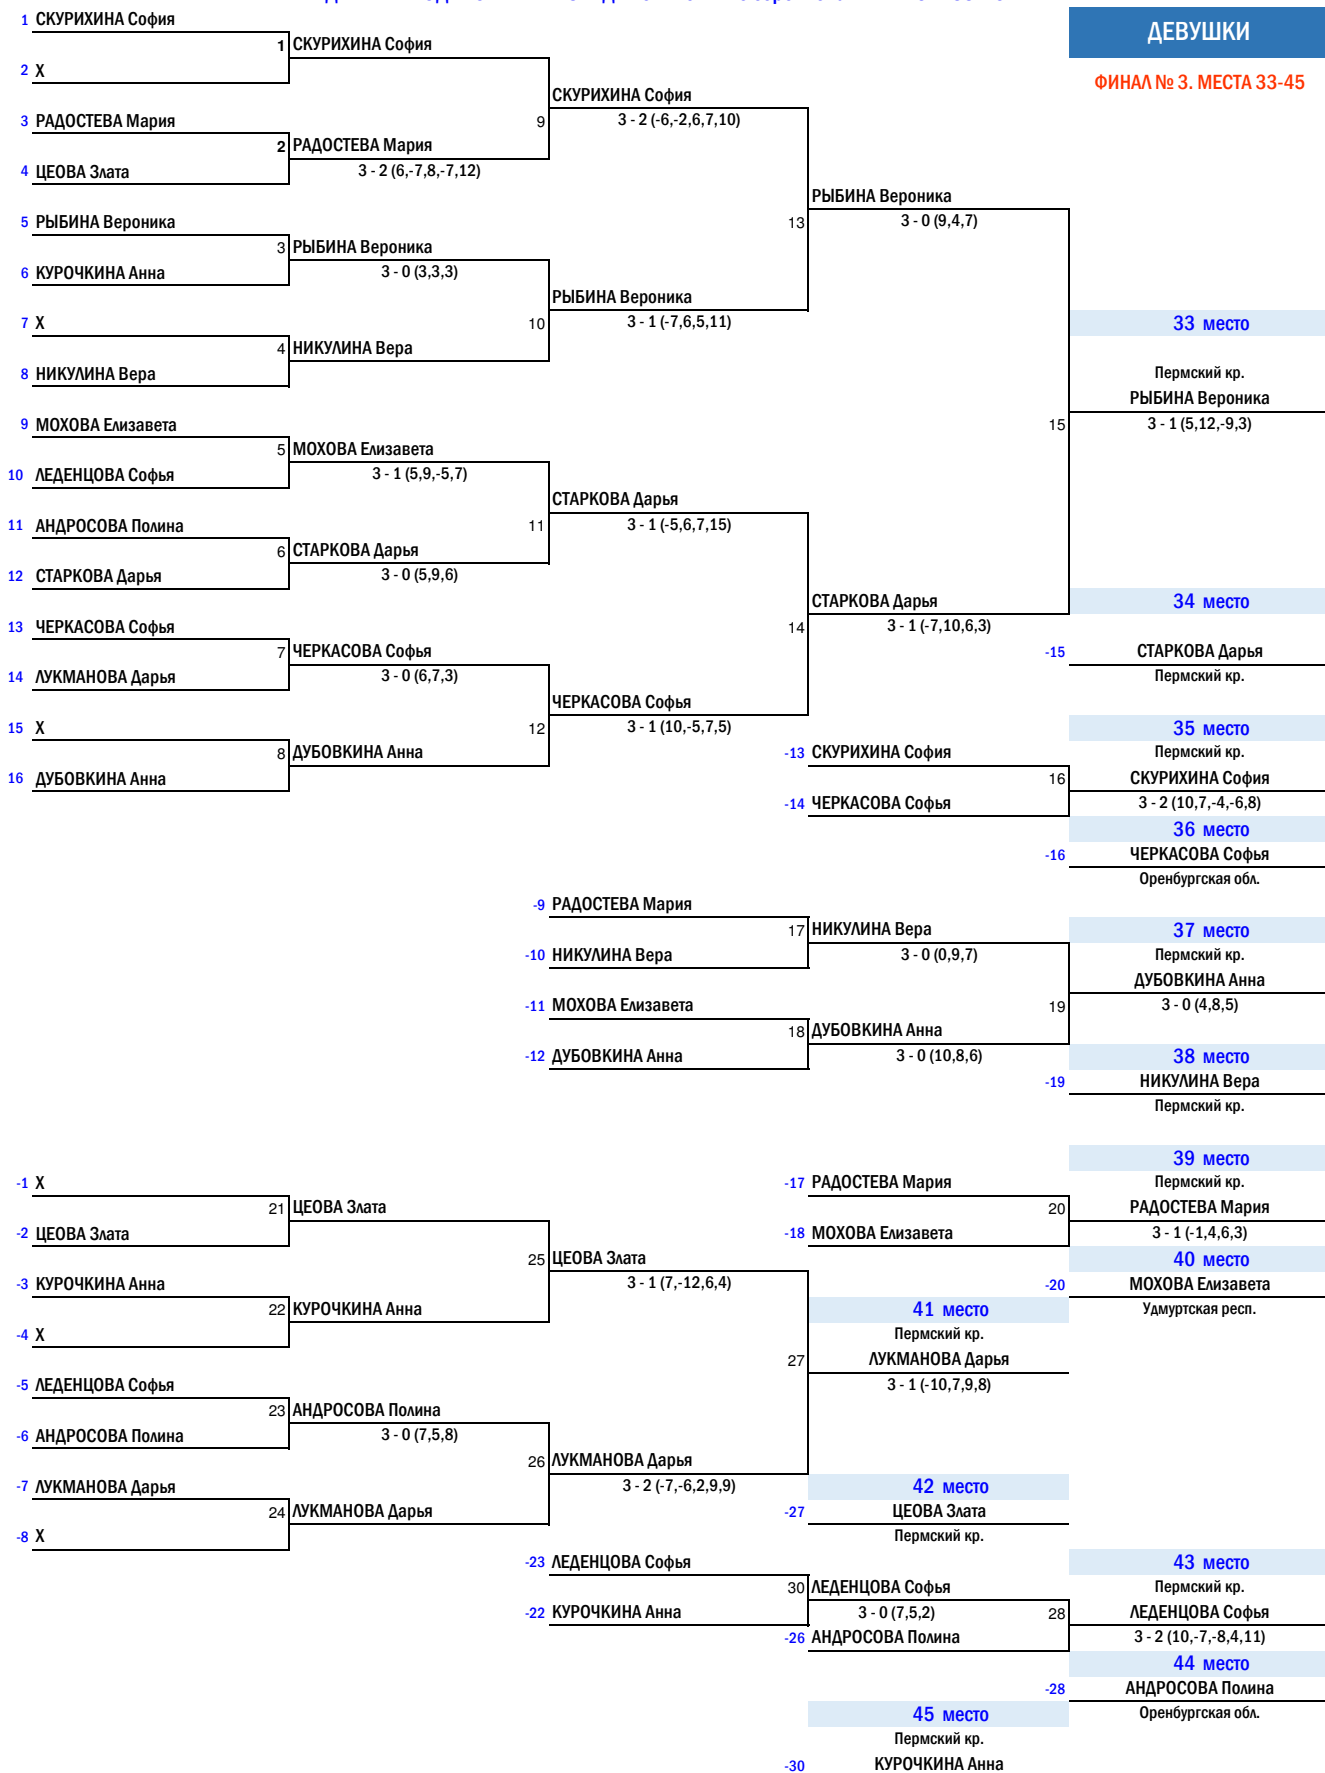 ДЕВУШКИ
ФИНАЛ № 3. МЕСТА 33-45
1 СКУРИХИНА София
1 СКУРИХИНА София
2 X
СКУРИХИНА София
3 РАДОСТЕВА Мария
9
3 - 2 (-6,-2,6,7,10)
2 РАДОСТЕВА Мария
4 ЦЕОВА Злата
3 - 2 (6,-7,8,-7,12)
РЫБИНА Вероника
5 РЫБИНА Вероника
13
3 - 0 (9,4,7)
3 РЫБИНА Вероника
6 КУРОЧКИНА Анна
3 - 0 (3,3,3)
РЫБИНА Вероника
7 X
10
3 - 1 (-7,6,5,11)
33 место
4 НИКУЛИНА Вера
8 НИКУЛИНА Вера
Пермский кр.
РЫБИНА Вероника
9 МОХОВА Елизавета
15
3 - 1 (5,12,-9,3)
5 МОХОВА Елизавета
10 ЛЕДЕНЦОВА Софья
3 - 1 (5,9,-5,7)
СТАРКОВА Дарья
11 АНДРОСОВА Полина
11
3 - 1 (-5,6,7,15)
6 СТАРКОВА Дарья
12 СТАРКОВА Дарья
3 - 0 (5,9,6)
СТАРКОВА Дарья
34 место
13 ЧЕРКАСОВА Софья
14
3 - 1 (-7,10,6,3)
7 ЧЕРКАСОВА Софья
-15 СТАРКОВА Дарья
14 ЛУКМАНОВА Дарья
3 - 0 (6,7,3)
Пермский кр.
ЧЕРКАСОВА Софья
15 X
12
3 - 1 (10,-5,7,5)
35 место
8 ДУБОВКИНА Анна
-13 СКУРИХИНА София
Пермский кр.
16 ДУБОВКИНА Анна
16
СКУРИХИНА София
-14 ЧЕРКАСОВА Софья
3 - 2 (10,7,-4,-6,8)
36 место
-16 ЧЕРКАСОВА Софья
Оренбургская обл.
-9 РАДОСТЕВА Мария
17 НИКУЛИНА Вера
37 место
-10 НИКУЛИНА Вера
3 - 0 (0,9,7)
Пермский кр.
ДУБОВКИНА Анна
-11 МОХОВА Елизавета
19
3 - 0 (4,8,5)
18 ДУБОВКИНА Анна
-12 ДУБОВКИНА Анна
3 - 0 (10,8,6)
38 место
-19 НИКУЛИНА Вера
Пермский кр.
39 место
-1 X
-17 РАДОСТЕВА Мария
Пермский кр.
21 ЦЕОВА Злата
20
РАДОСТЕВА Мария
-2 ЦЕОВА Злата
-18 МОХОВА Елизавета
3 - 1 (-1,4,6,3)
25 ЦЕОВА Злата
40 место
-3 КУРОЧКИНА Анна
3 - 1 (7,-12,6,4)
-20 МОХОВА Елизавета
22 КУРОЧКИНА Анна
41 место
Удмуртская респ.
-4 X
Пермский кр.
27
ЛУКМАНОВА Дарья
-5 ЛЕДЕНЦОВА Софья
3 - 1 (-10,7,9,8)
23 АНДРОСОВА Полина
-6 АНДРОСОВА Полина
3 - 0 (7,5,8)
26 ЛУКМАНОВА Дарья
-7 ЛУКМАНОВА Дарья
3 - 2 (-7,-6,2,9,9)
42 место
24 ЛУКМАНОВА Дарья
-27 ЦЕОВА Злата
-8 X
Пермский кр.
-23 ЛЕДЕНЦОВА Софья
43 место
30 ЛЕДЕНЦОВА Софья
Пермский кр.
-22 КУРОЧКИНА Анна
3 - 0 (7,5,2)
28
ЛЕДЕНЦОВА Софья
-26 АНДРОСОВА Полина
3 - 2 (10,-7,-8,4,11)
44 место
-28 АНДРОСОВА Полина
45 место
Оренбургская обл.
Пермский кр.
-30 КУРОЧКИНА Анна